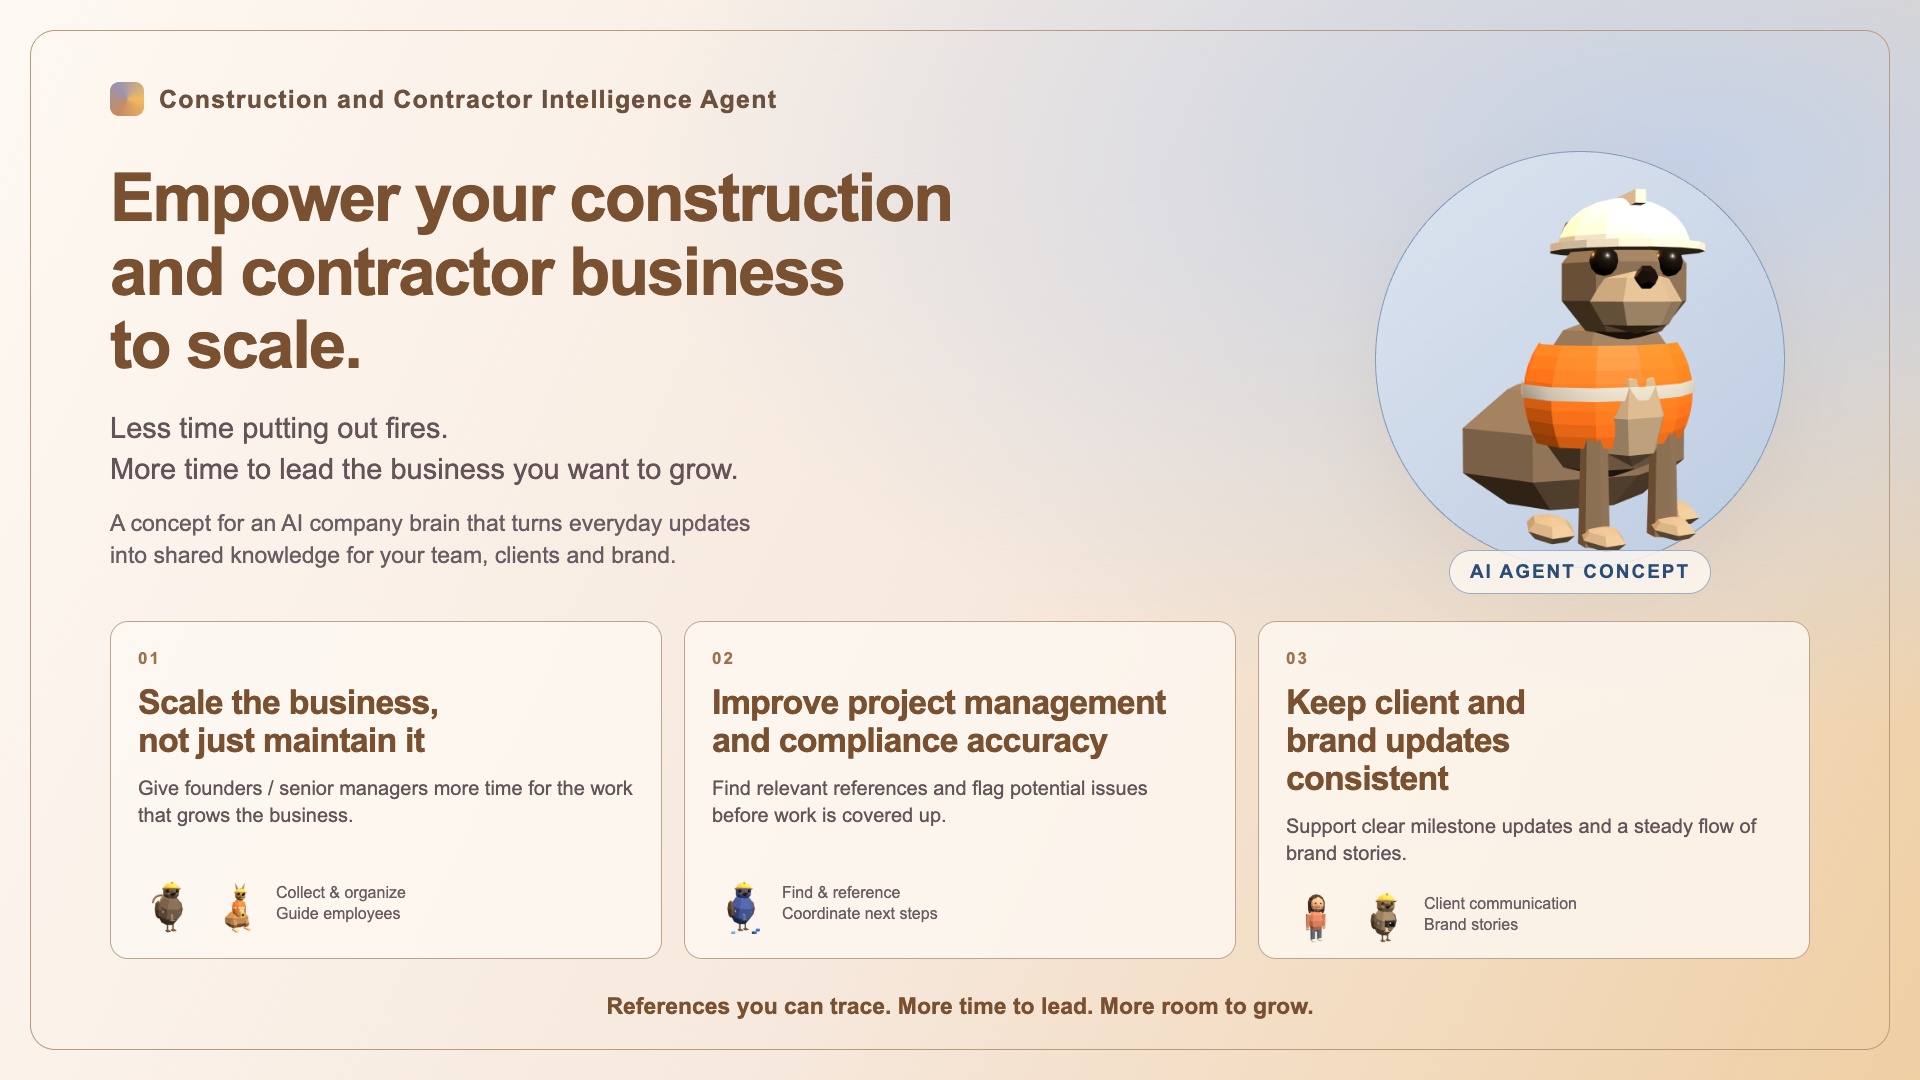 Construction and Contractor Intelligence Agent
Empower your construction
and contractor business
to scale.
Less time putting out fires.
More time to lead the business you want to grow.
A concept for an AI company brain that turns everyday updates
into shared knowledge for your team, clients and brand.
AI AGENT CONCEPT
01
Scale the business,
not just maintain it
Give founders / senior managers more time for the work
that grows the business.
Collect & organize
Guide employees
02
Improve project management
and compliance accuracy
Find relevant references and flag potential issues
before work is covered up.
Find & reference
Coordinate next steps
03
Keep client and
brand updates
consistent
Support clear milestone updates and a steady flow of
brand stories.
Client communication
Brand stories
References you can trace. More time to lead. More room to grow.